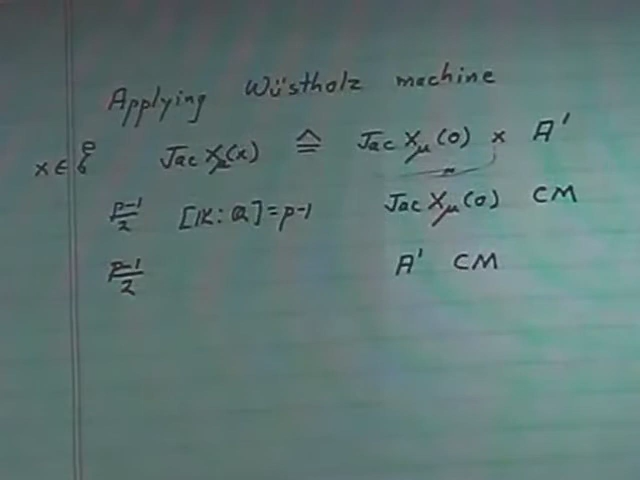 Applying Wüstholz machine
x ∈ Jac X_μ(x) ≙ Jac X_μ(0) × A'
p-1/2 [K:Q]=p-1 Jac X_μ(0) CM
p-1/2 A' CM